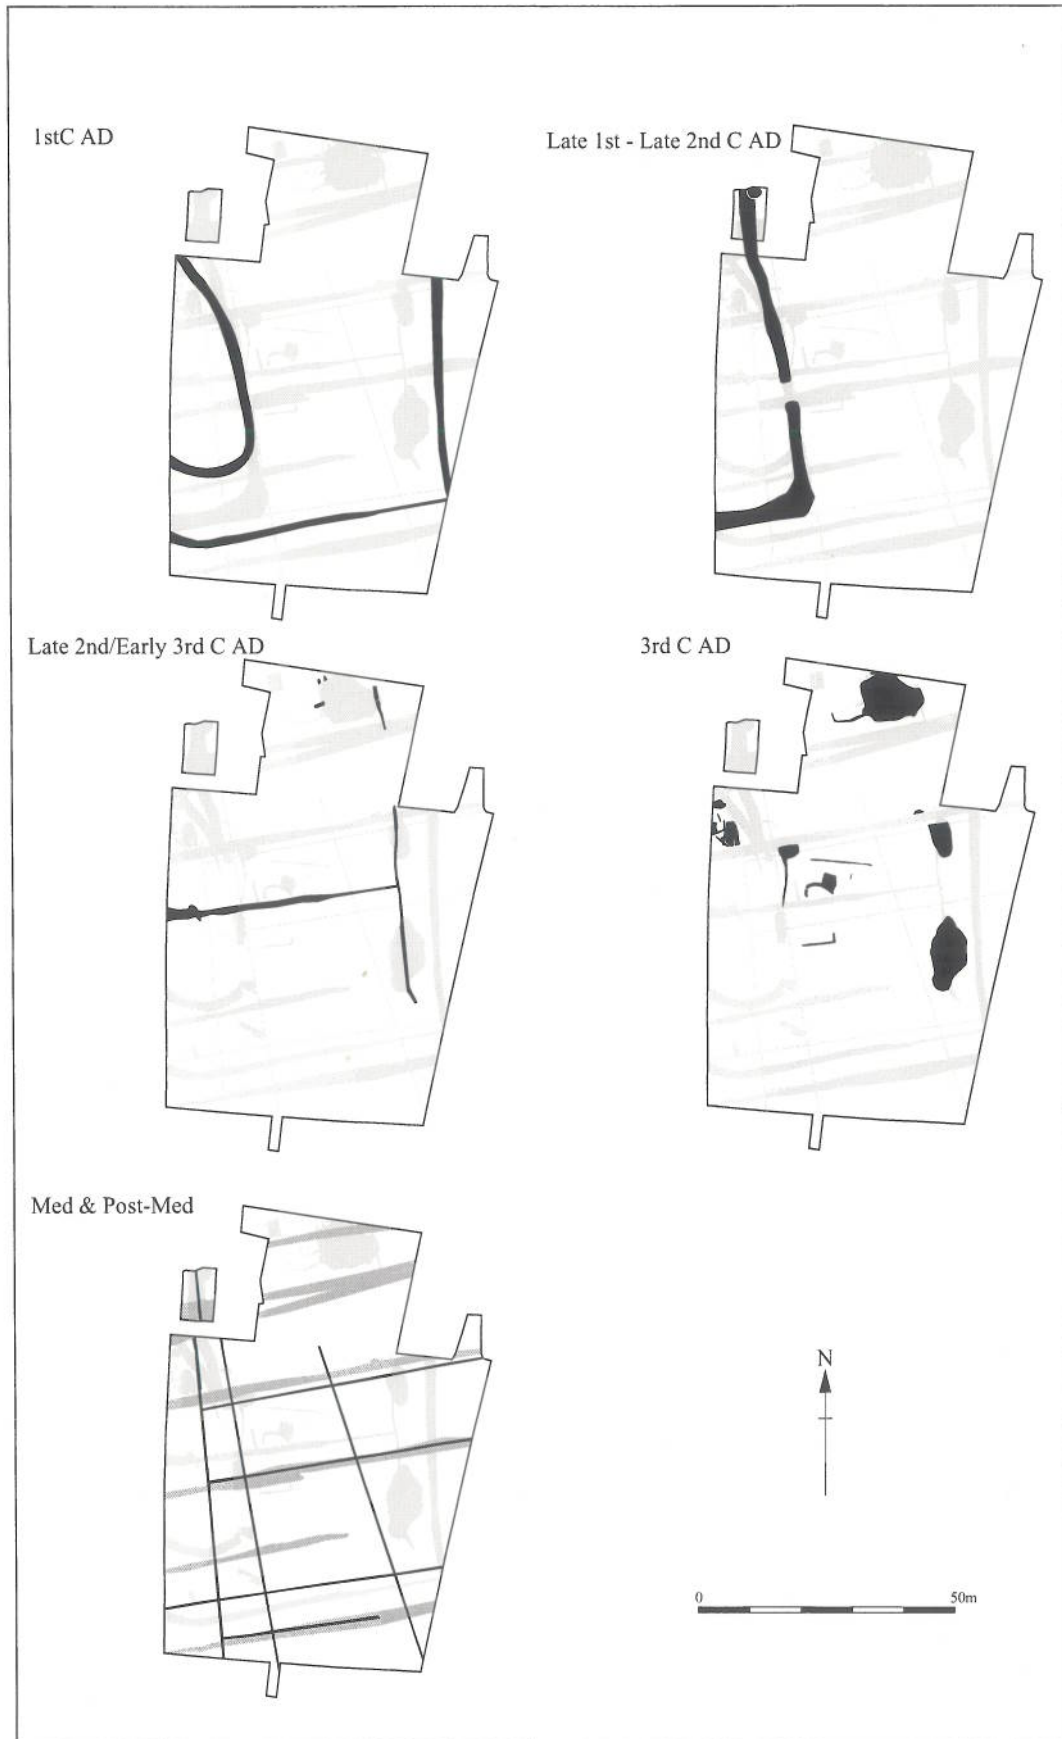 1stC AD
Late 1st - Late 2nd C AD
Late 2nd/Early 3rd C AD
3rd C AD
Med & Post-Med
N
0
50m